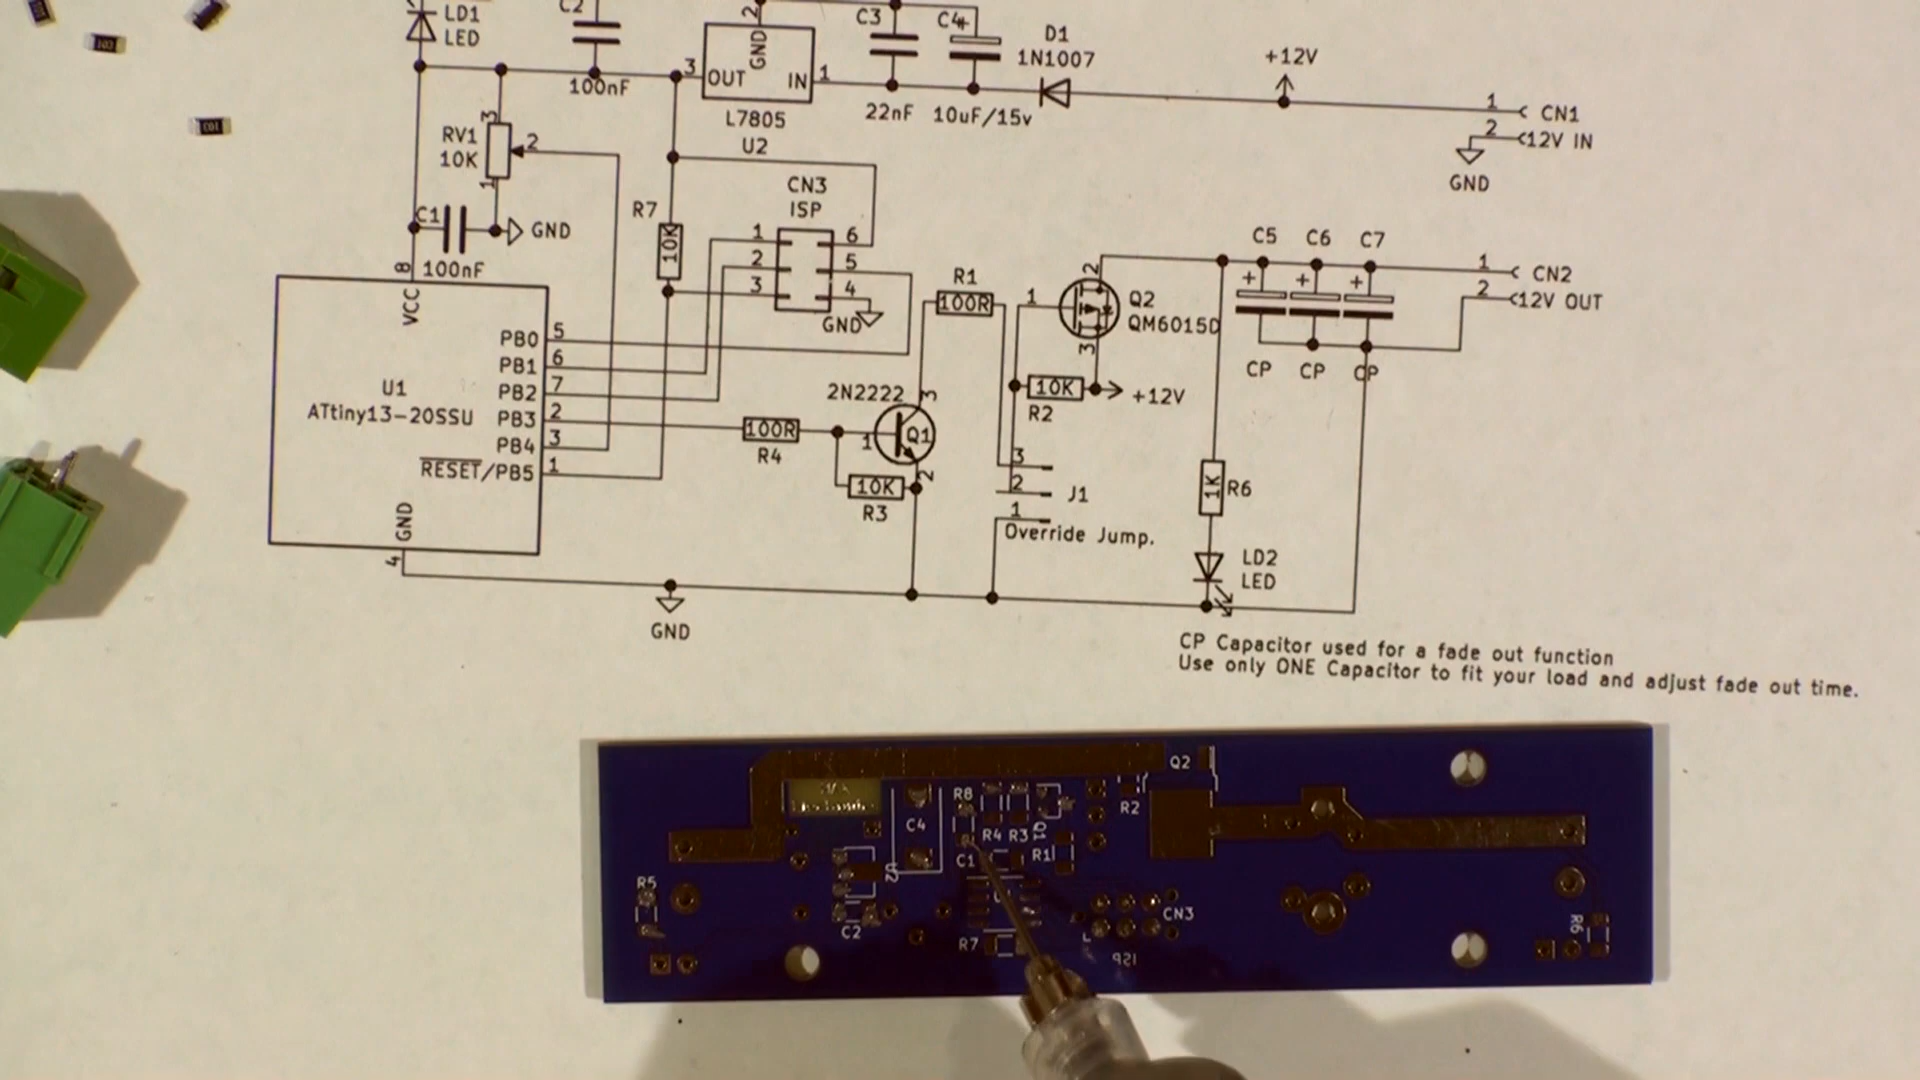 LD1
LED
C2
100nF
2
GND
3
OUT
IN
1
L7805
U2
C3
22nF
C4
10uF/15v
D1
1N1007
+12V
1
CN1
2
12V IN
GND
RV1
10K
3
2
1
C1
GND
100nF
8
VCC
R7
10K
CN3
ISP
1
6
2
5
3
4
GND
U1
ATtiny13-20SSU
PB0
5
PB1
6
PB2
7
PB3
2
PB4
3
RESET/PB5
1
GND
4
100R
R4
2N2222
3
1
Q1
2
10K
R3
R1
100R
1
2
Q2
QM6015D
3
10K
R2
+12V
3
2
J1
1
Override Jump.
C5
C6
C7
+
+
+
CP
CP
CP
1
CN2
2
12V OUT
1K
R6
LD2
LED
GND
CP Capacitor used for a fade out function
Use only ONE Capacitor to fit your load and adjust fade out time.
Q2
R2
R8
C4
R4
R3
Q1
R1
C1
U2
R5
C2
R7
CN3
ISP
R6
103